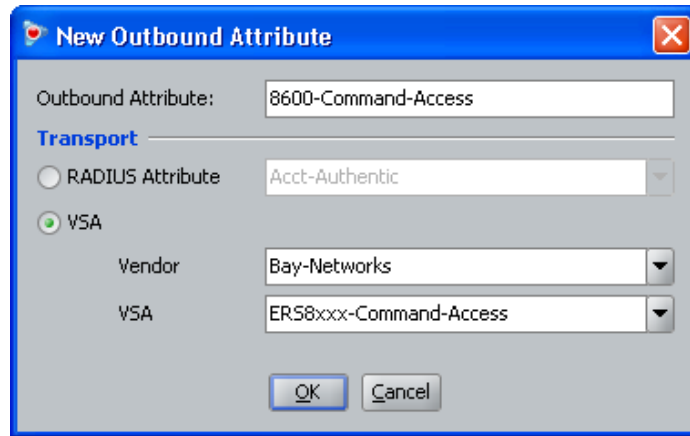 New Outbound Attribute
Outbound Attribute: 8600-Command-Access
Transport
RADIUS Attribute Acct-Authentic
VSA
Vendor Bay-Networks
VSA ERS8xxx-Command-Access
OK Cancel